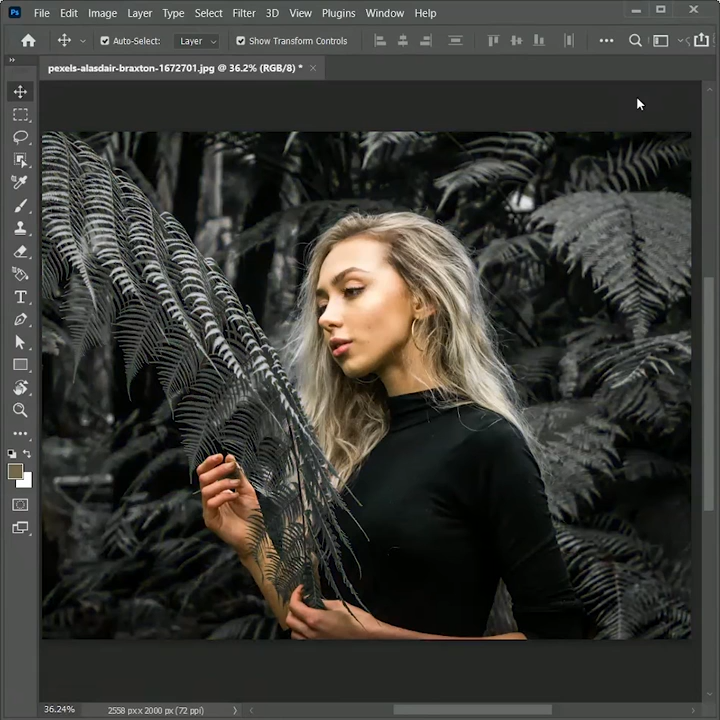 Ps File Edit Image Layer Type Select Filter 3D View Plugins Window Help
Auto-Select: Layer Show Transform Controls
pexels-alasdair-braxton-1672701.jpg @ 36.2% (RGB/8) *
36.24% 2558 px x 2000 px (72 ppi)